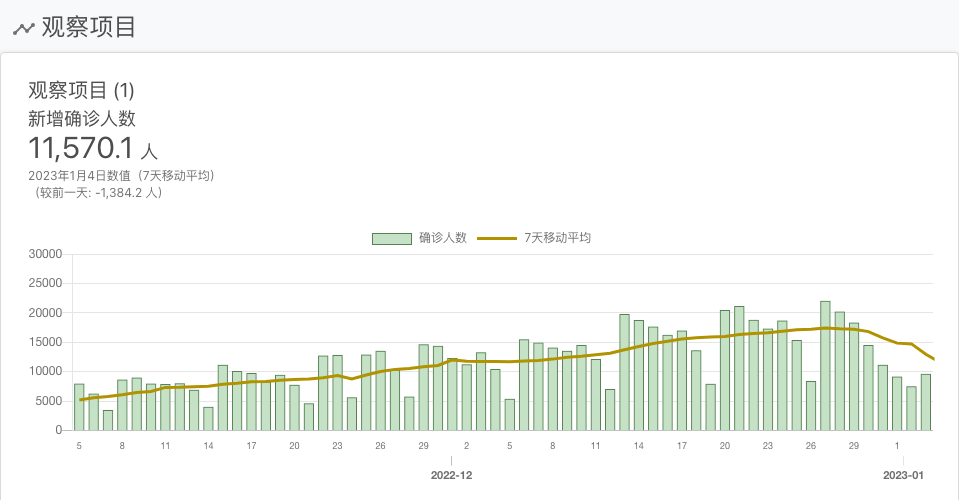 观察项目
观察项目 (1)
新增确诊人数
11,570.1 人
2023年1月4日数值（7天移动平均）
（较前一天: -1,384.2 人）
确诊人数 7天移动平均
30000
25000
20000
15000
10000
5000
0
5 8 11 14 17 20 23 26 29 2 5 8 11 14 17 20 23 26 29 1
2022-12 2023-01